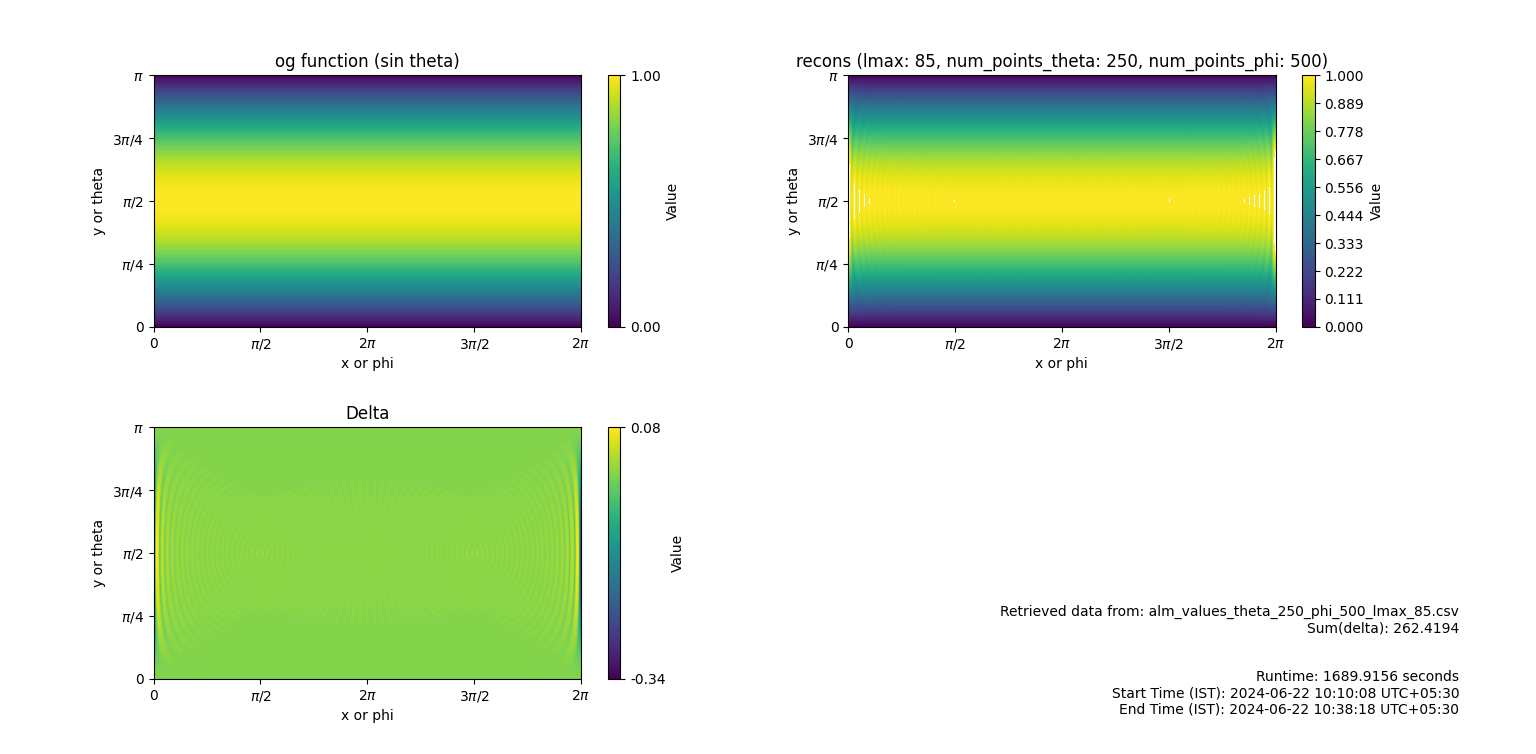 og function (sin theta)
π
3π/4
π/2
π/4
0
y or theta
0 π/2 2π 3π/2 2π
x or phi
1.00
0.00
Value
recons (lmax: 85, num_points_theta: 250, num_points_phi: 500)
π
3π/4
π/2
π/4
0
y or theta
0 π/2 2π 3π/2 2π
x or phi
1.000
0.889
0.778
0.667
0.556
0.444
0.333
0.222
0.111
0.000
Value
Delta
π
3π/4
π/2
π/4
0
y or theta
0 π/2 2π 3π/2 2π
x or phi
0.08
-0.34
Value
Retrieved data from: alm_values_theta_250_phi_500_lmax_85.csv
Sum(delta): 262.4194
Runtime: 1689.9156 seconds
Start Time (IST): 2024-06-22 10:10:08 UTC+05:30
End Time (IST): 2024-06-22 10:38:18 UTC+05:30